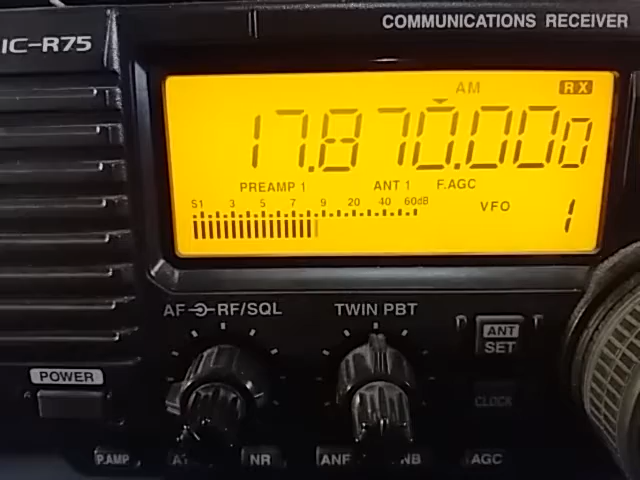 COMMUNICATIONS RECEIVER
IC-R75
AM RX
17.870.000
PREAMP 1 ANT 1 F.AGC
S1 3 5 7 9 20 40 60dB
VFO 1
AF RF/SQL TWIN PBT
ANT
SET
POWER
CLOCK
P.AMP NR ANF NB AGC